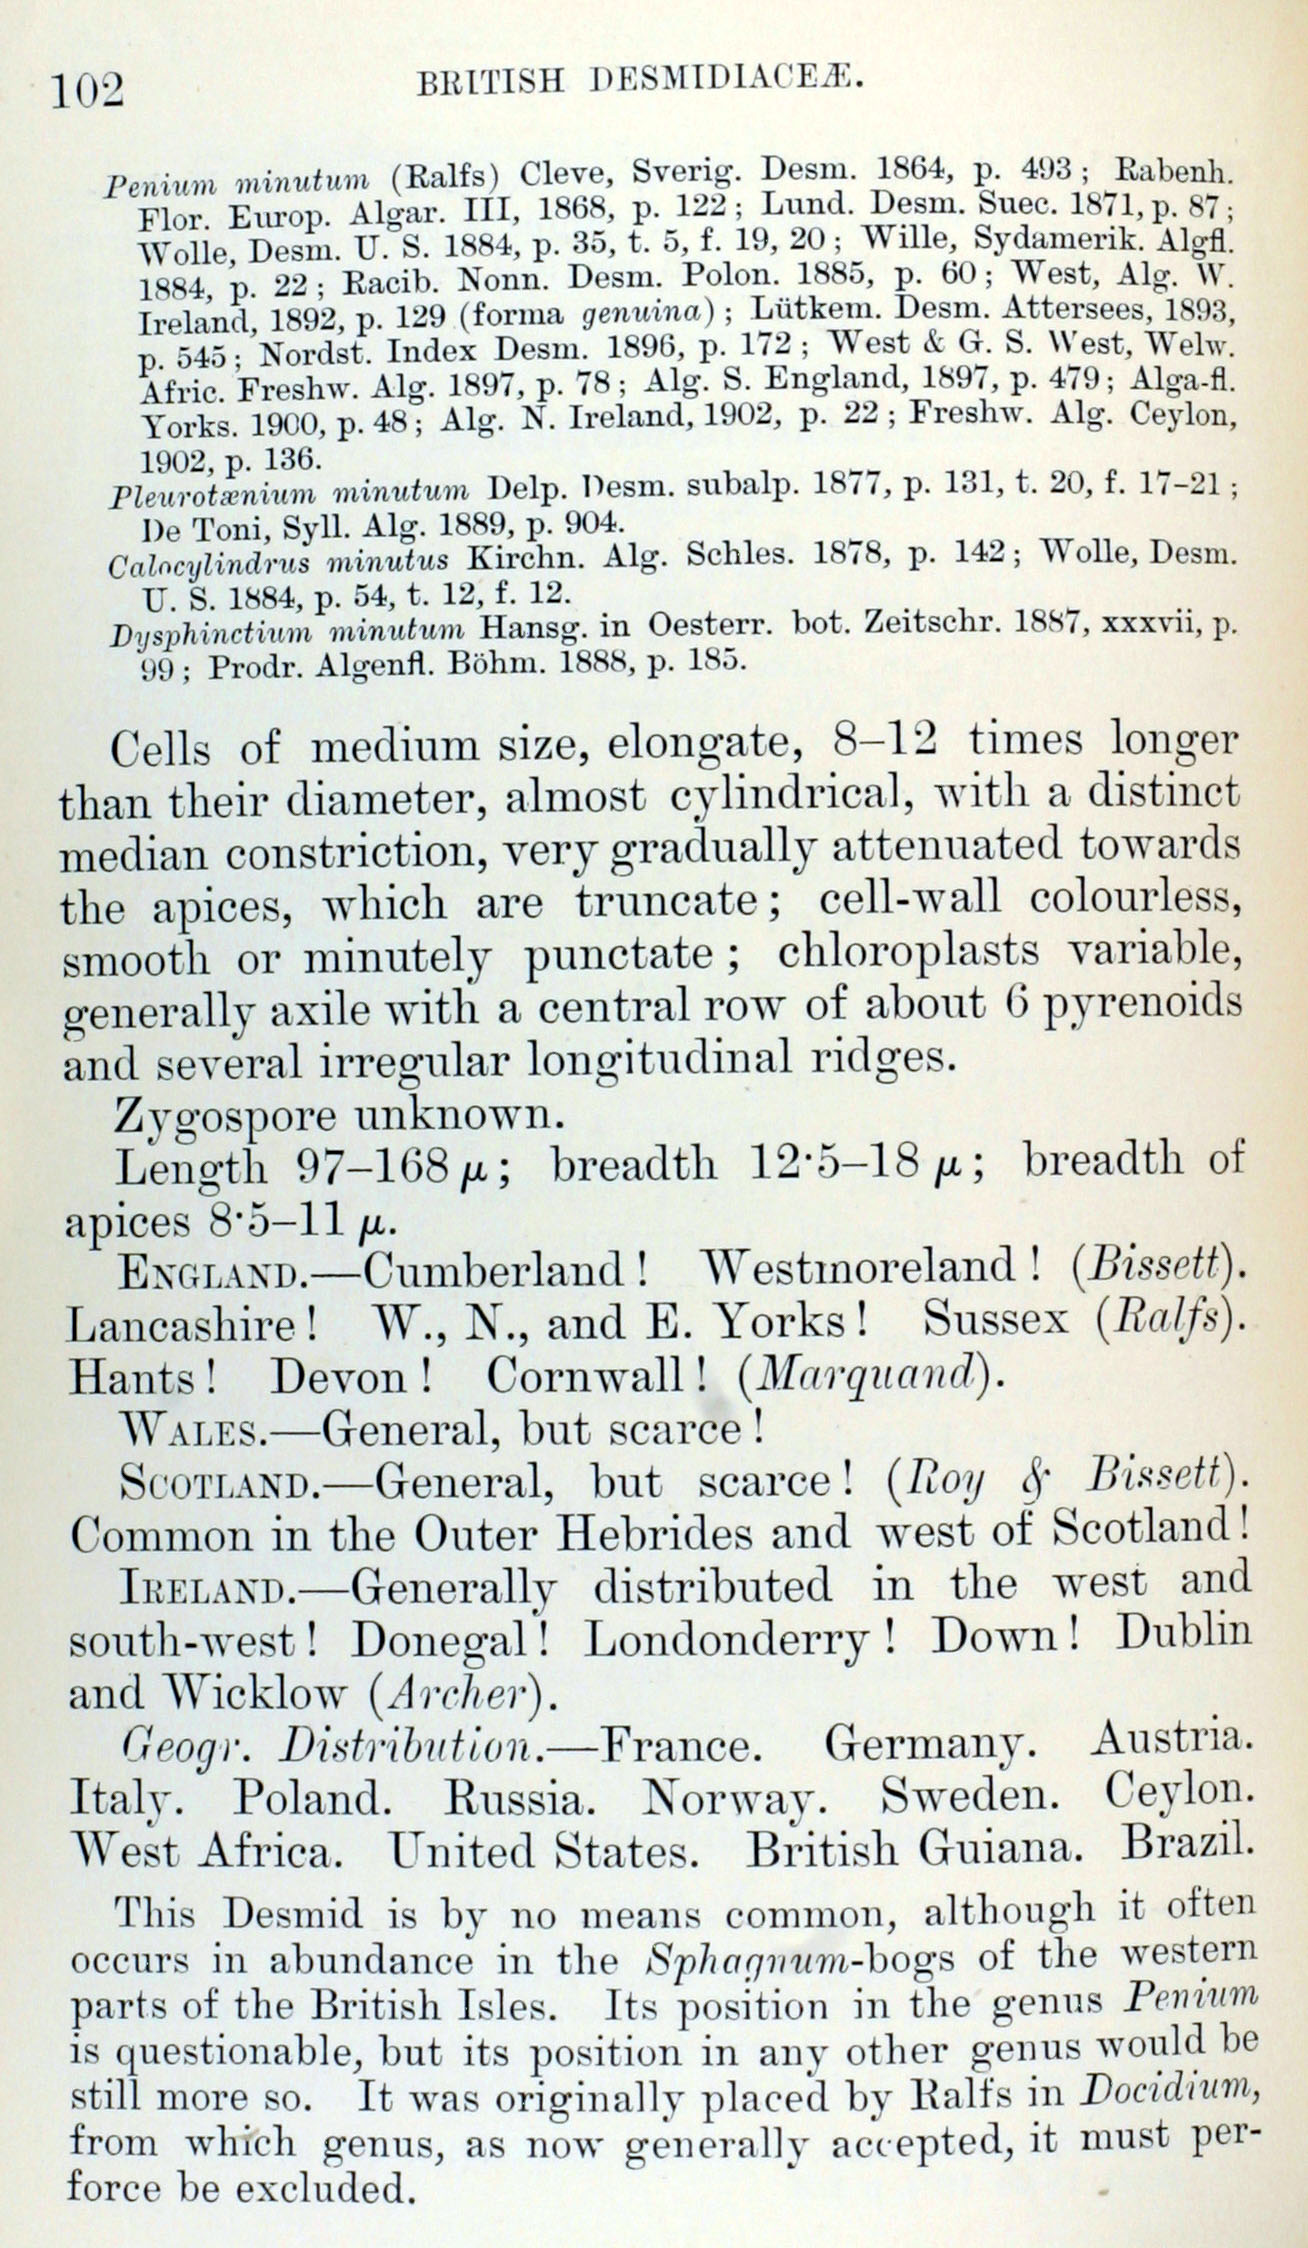 102
BRITISH DESMIDIACEÆ.
Penium minutum (Ralfs) Cleve, Sverig. Desm. 1864, p. 493; Rabenh.
Flor. Europ. Algar. III, 1868, p. 122; Lund. Desm. Suec. 1871, p. 87;
Wolle, Desm. U. S. 1884, p. 35, t. 5, f. 19, 20; Wille, Sydamerik. Algfl.
1884, p. 22; Racib. Nonn. Desm. Polon. 1885, p. 60; West, Alg. W.
Ireland, 1892, p. 129 (forma genuina); Lütkem. Desm. Attersees, 1893,
p. 545; Nordst. Index Desm. 1896, p. 172; West & G. S. West, Welw.
Afric. Freshw. Alg. 1897, p. 78; Alg. S. England, 1897, p. 479; Alga-fl.
Yorks. 1900, p. 48; Alg. N. Ireland, 1902, p. 22; Freshw. Alg. Ceylon,
1902, p. 136.
Pleurotænium minutum Delp. Desm. subalp. 1877, p. 131, t. 20, f. 17–21;
De Toni, Syll. Alg. 1889, p. 904.
Calocylindrus minutus Kirchn. Alg. Schles. 1878, p. 142; Wolle, Desm.
U. S. 1884, p. 54, t. 12, f. 12.
Dysphinctium minutum Hansg. in Oesterr. bot. Zeitschr. 1887, xxxvii, p.
99; Prodr. Algenfl. Böhm. 1888, p. 185.
Cells of medium size, elongate, 8–12 times longer
than their diameter, almost cylindrical, with a distinct
median constriction, very gradually attenuated towards
the apices, which are truncate; cell-wall colourless,
smooth or minutely punctate; chloroplasts variable,
generally axile with a central row of about 6 pyrenoids
and several irregular longitudinal ridges.
Zygospore unknown.
Length 97–168 μ; breadth 12·5–18 μ; breadth of
apices 8·5–11 μ.
ENGLAND.—Cumberland! Westmoreland! (Bissett).
Lancashire! W., N., and E. Yorks! Sussex (Ralfs).
Hants! Devon! Cornwall! (Marquand).
WALES.—General, but scarce!
SCOTLAND.—General, but scarce! (Roy & Bissett).
Common in the Outer Hebrides and west of Scotland!
IRELAND.—Generally distributed in the west and
south-west! Donegal! Londonderry! Down! Dublin
and Wicklow (Archer).
Geogr. Distribution.—France. Germany. Austria.
Italy. Poland. Russia. Norway. Sweden. Ceylon.
West Africa. United States. British Guiana. Brazil.
This Desmid is by no means common, although it often
occurs in abundance in the Sphagnum-bogs of the western
parts of the British Isles. Its position in the genus Penium
is questionable, but its position in any other genus would be
still more so. It was originally placed by Ralfs in Docidium,
from which genus, as now generally accepted, it must per-
force be excluded.